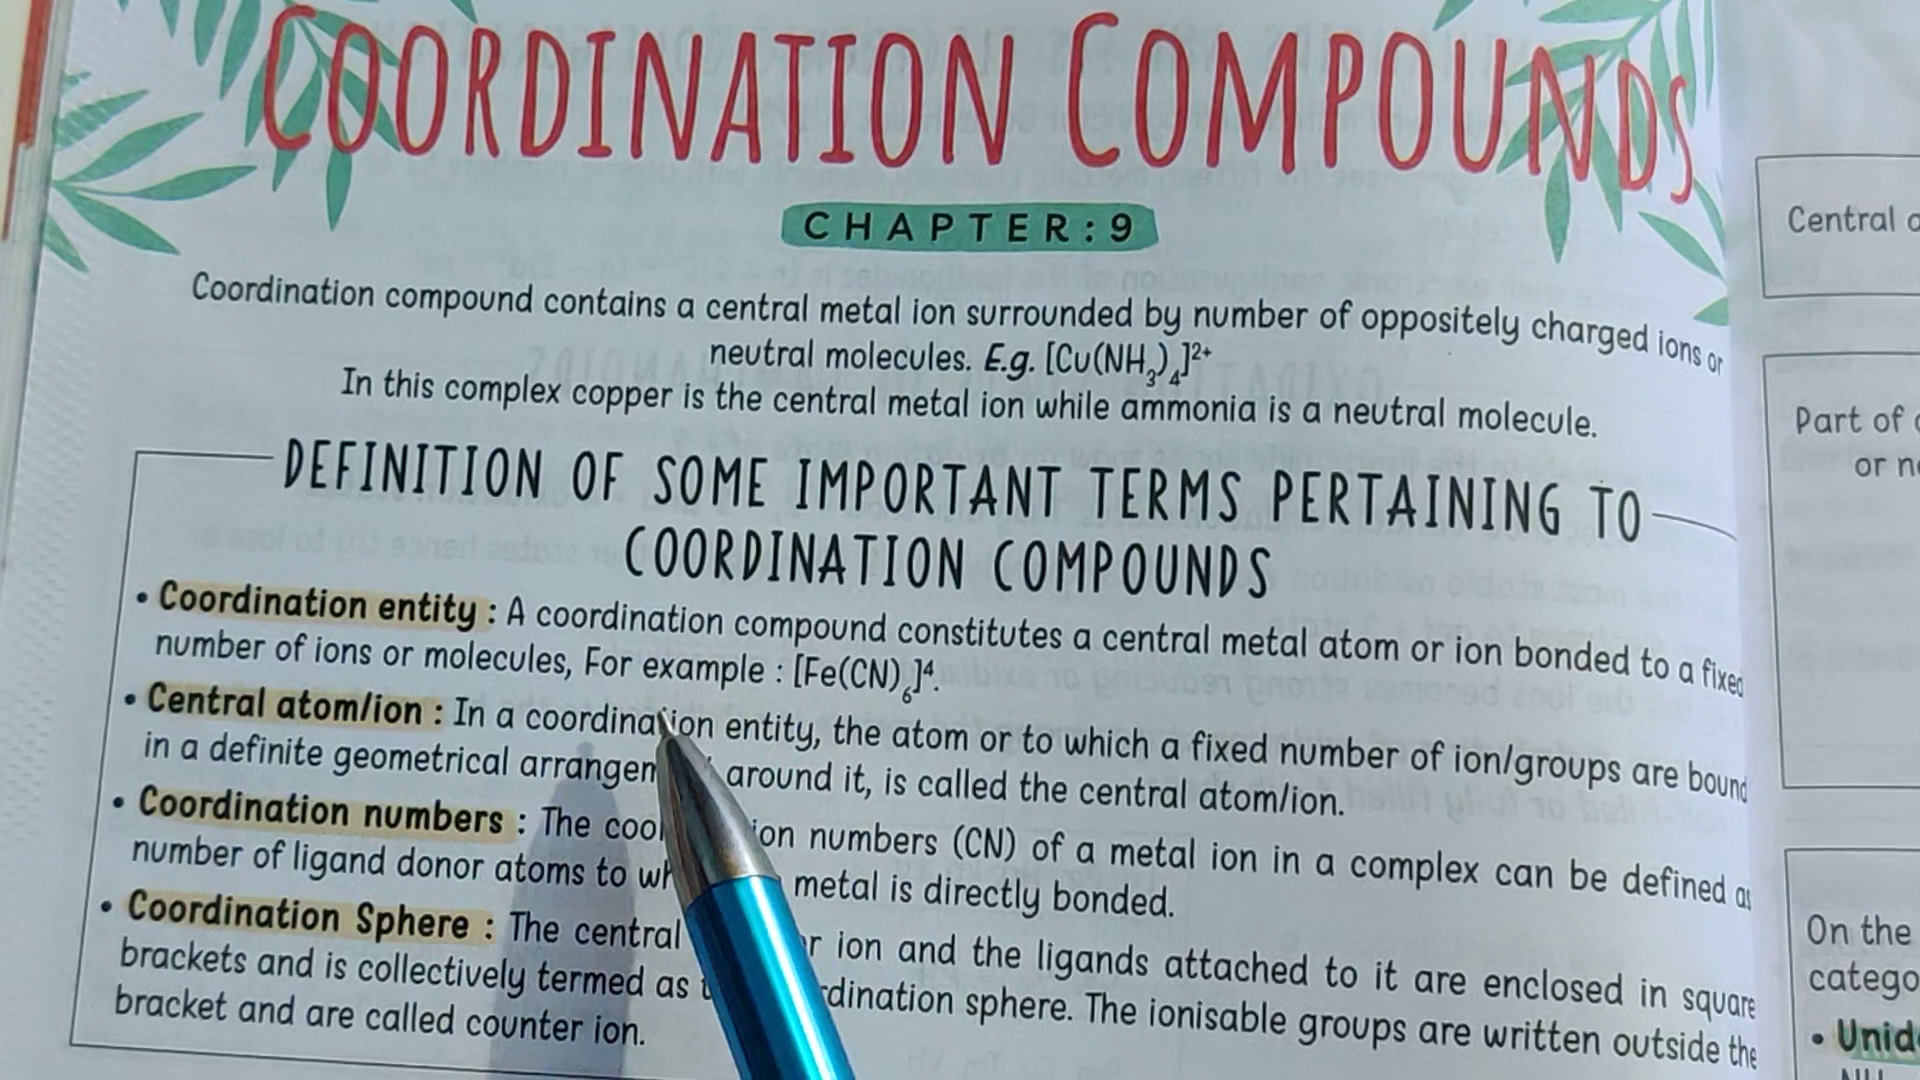 COORDINATION COMPOUNDS
CHAPTER:9
Coordination compound contains a central metal ion surrounded by number of oppositely charged ions or
neutral molecules. E.g. [Cu(NH₃)₄]²⁺
In this complex copper is the central metal ion while ammonia is a neutral molecule.
DEFINITION OF SOME IMPORTANT TERMS PERTAINING TO
COORDINATION COMPOUNDS
• Coordination entity : A coordination compound constitutes a central metal atom or ion bonded to a fixed
number of ions or molecules, For example : [Fe(CN)₆]⁴.
• Central atom/ion : In a coordination entity, the atom or to which a fixed number of ion/groups are bound
in a definite geometrical around it, is called the central atom/ion.
• Coordination numbers : The numbers (CN) of a metal ion in a complex can be defined as
number of ligand donor atoms to metal is directly bonded.
• Coordination Sphere : The central ion and the ligands attached to it are enclosed in square
brackets and is collectively termed as sphere. The ionisable groups are written outside the
bracket and are called counter ion.
Central
Part of
or
On the